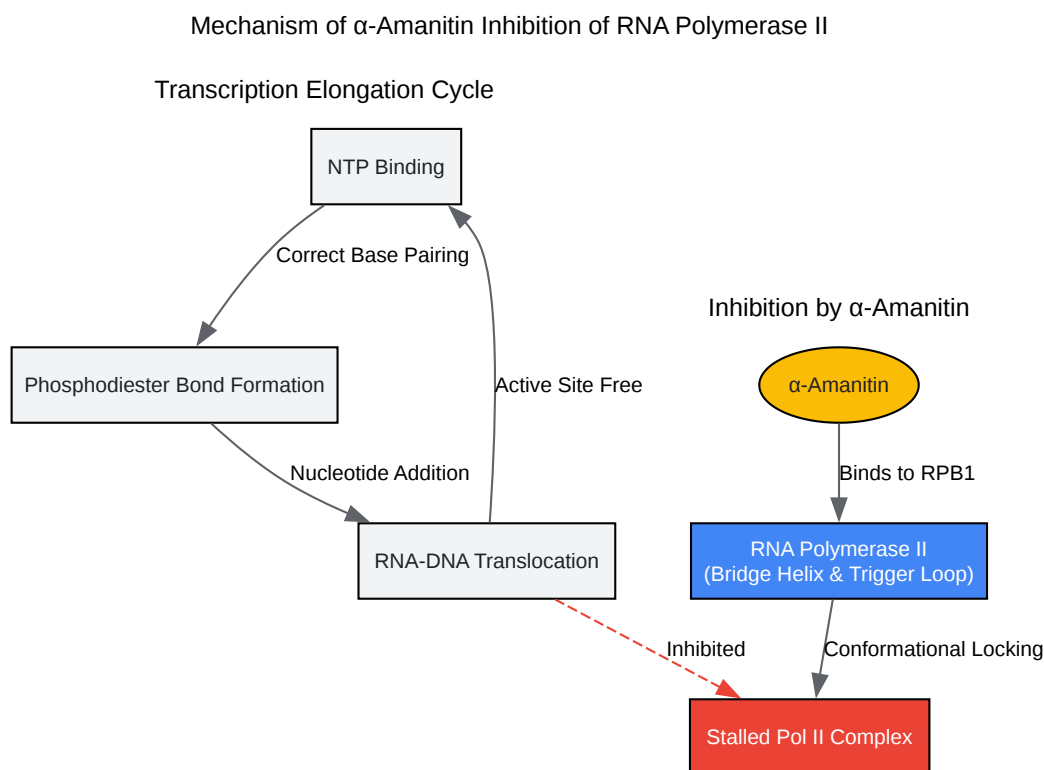 Mechanism of α-Amanitin Inhibition of RNA Polymerase II
Transcription Elongation Cycle
NTP Binding
Correct Base Pairing
Inhibition by α-Amanitin
Phosphodiester Bond Formation
Active Site Free
α-Amanitin
Nucleotide Addition
Binds to RPB1
RNA-DNA Translocation
RNA Polymerase II
(Bridge Helix & Trigger Loop)
Inhibited
Conformational Locking
Stalled Pol II Complex